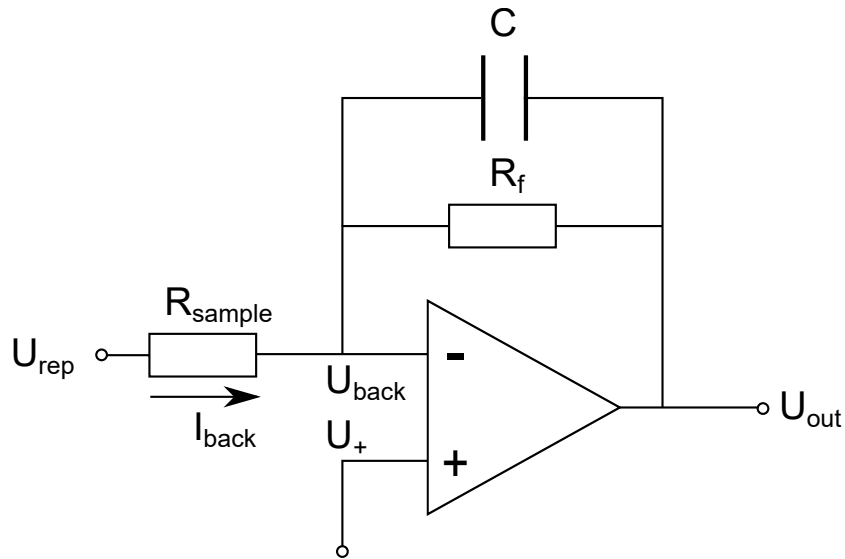 C
R_f
R_sample
U_rep
-
U_back
I_back
U_+
+
U_out